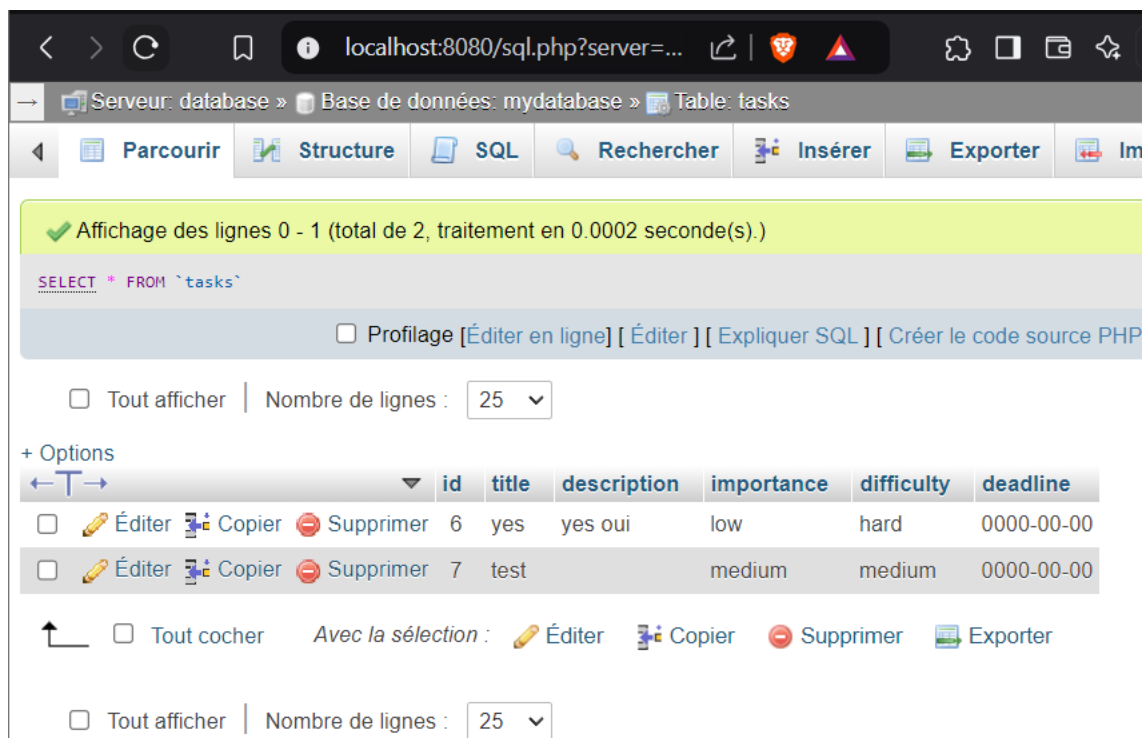 localhost:8080/sql.php?server=...
Serveur: database » Base de données: mydatabase » Table: tasks
Parcourir Structure SQL Rechercher Insérer Exporter Im
Affichage des lignes 0 - 1 (total de 2, traitement en 0.0002 seconde(s).)
SELECT * FROM `tasks`
Profilage [Éditer en ligne] [ Éditer ] [ Expliquer SQL ] [ Créer le code source PHP
Tout afficher Nombre de lignes : 25
+ Options
id title description importance difficulty deadline
Éditer Copier Supprimer 6 yes yes oui low hard 0000-00-00
Éditer Copier Supprimer 7 test medium medium 0000-00-00
Tout cocher Avec la sélection : Éditer Copier Supprimer Exporter
Tout afficher Nombre de lignes : 25